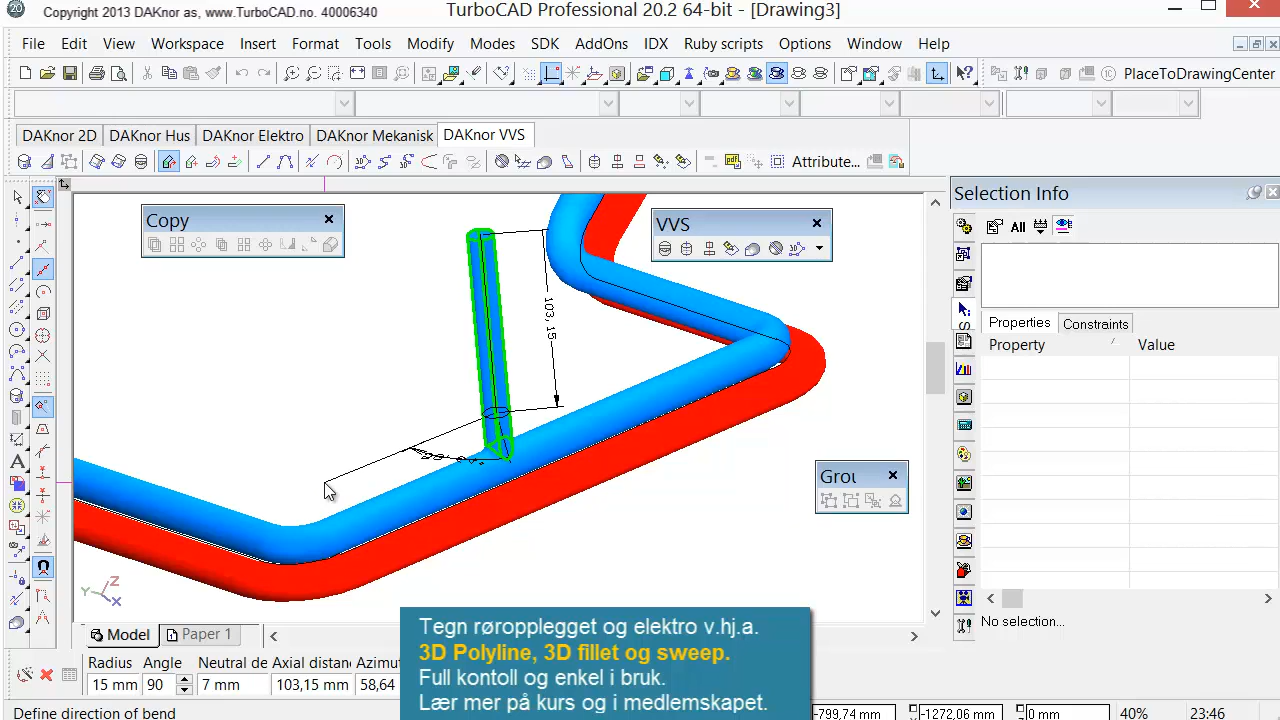 Copyright 2013 DAKnor as, www.TurboCAD.no. 40006340
TurboCAD Professional 20.2 64-bit - [Drawing3]
File Edit View Workspace Insert Format Tools Modify Modes SDK AddOns IDX Ruby scripts Options Window Help
PlaceToDrawingCenter
DAKnor 2D DAKnor Hus DAKnor Elektro DAKnor Mekanisk DAKnor VVS
Attribute...
Selection Info
Copy
VVS
All
103,15
Properties Constraints
Property Value
Grou
No selection...
Model Paper 1
Tegn røropplegget og elektro v.hj.a.
3D Polyline, 3D fillet og sweep.
Full kontoll og enkel i bruk.
Lær mer på kurs og i medlemskapet.
Radius Angle Neutral de Axial distan Azimu
15 mm 90 7 mm 103,15 mm 58,64
Define direction of bend
-799,74 mm -1272,06 mm 0 mm 40% 23:46